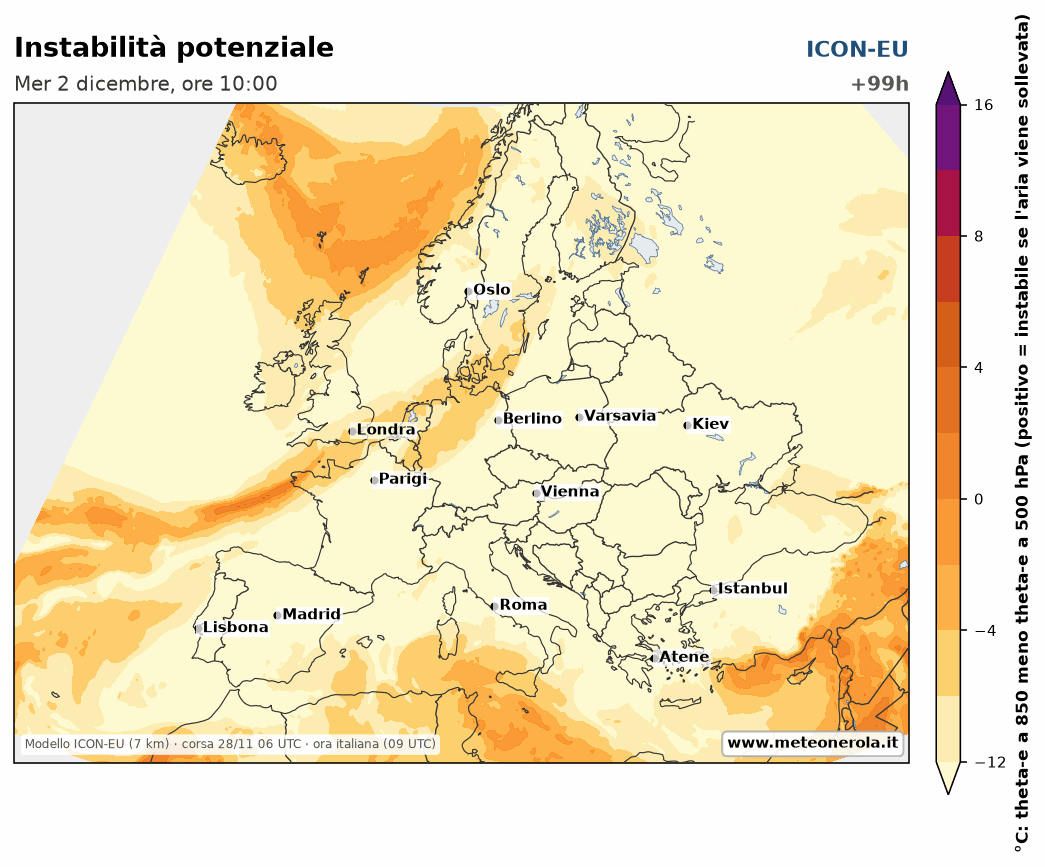 Instabilità potenziale
ICON-EU
Mer 2 dicembre, ore 10:00
+99h
Oslo
Londra
Berlino
Varsavia
Kiev
Parigi
Vienna
Istanbul
Madrid
Roma
Lisbona
Atene
Modello ICON-EU (7 km) · corsa 28/11 06 UTC · ora italiana (09 UTC)
www.meteonerola.it
16
8
4
0
−4
−12
°C: theta-e a 850 meno theta-e a 500 hPa (positivo = instabile se l'aria viene sollevata)